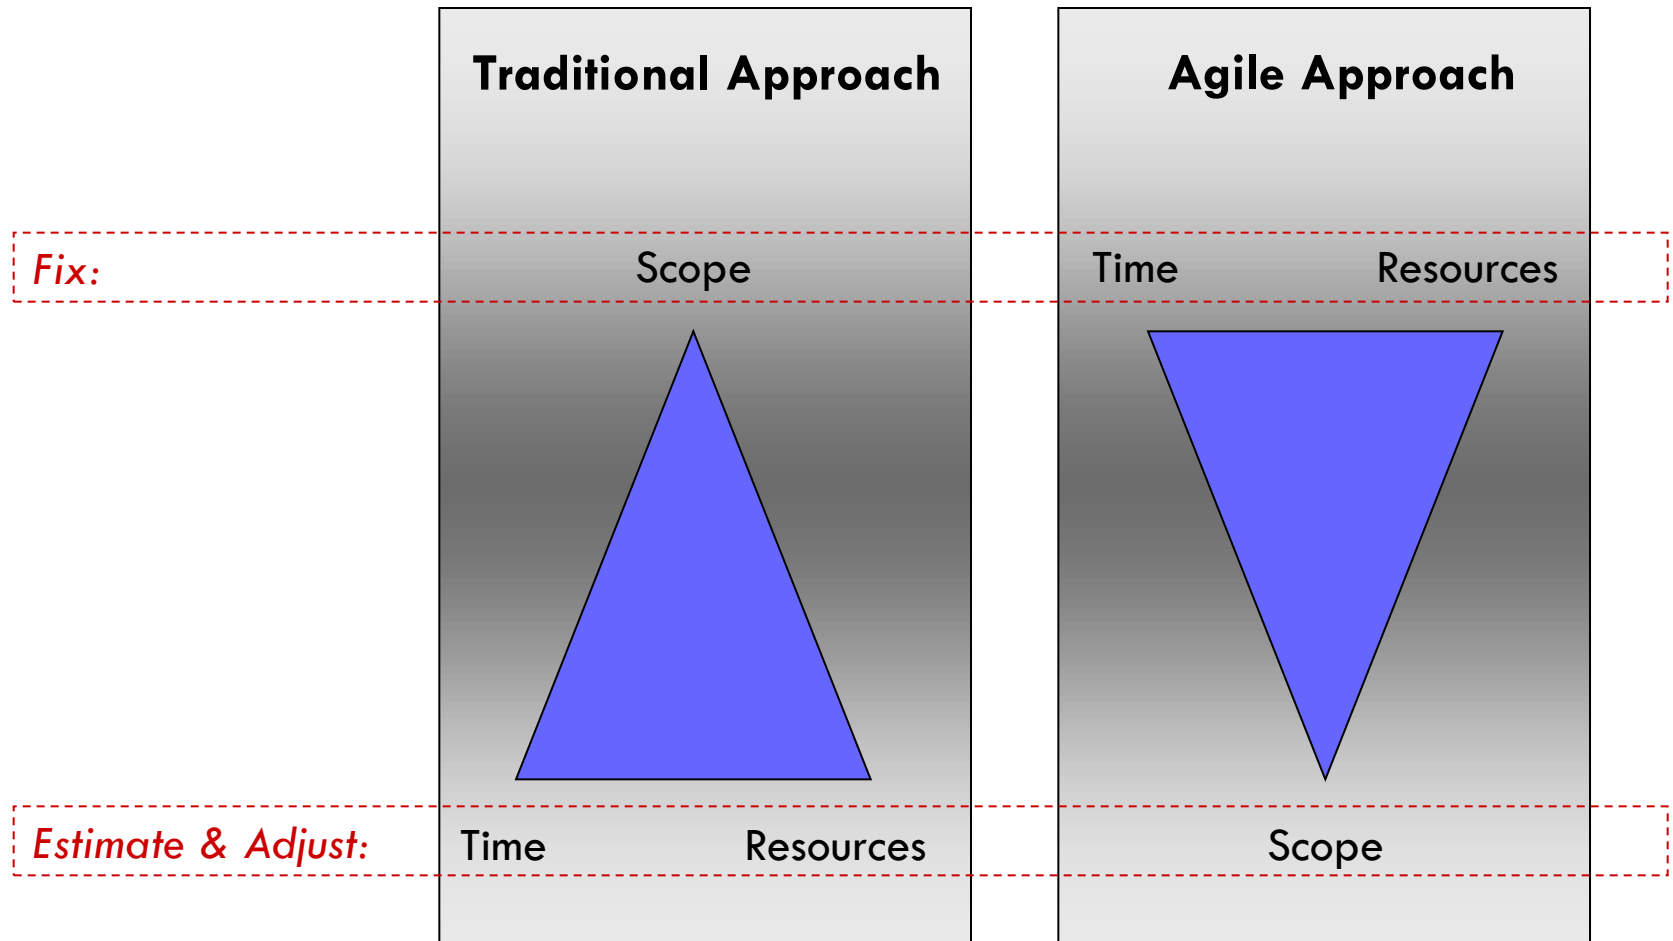 Traditional Approach
Agile Approach
Fix:
Scope
Time
Resources
Estimate & Adjust:
Time
Resources
Scope